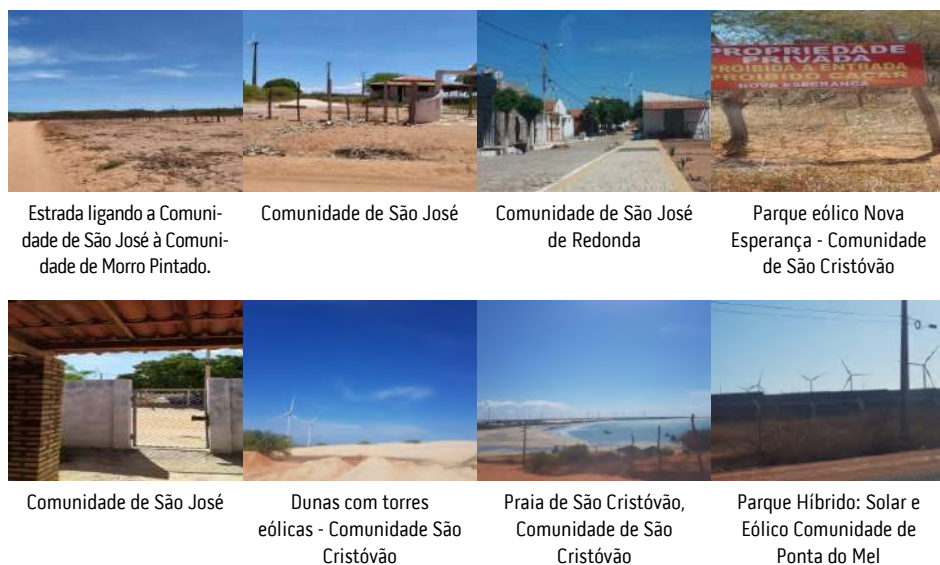 PROPRIEDADE
PRIVADA
PROIBIDA A ENTRADA
PROIBIDO CAÇAR
NOVA ESPERANÇA
Estrada ligando a Comuni-
dade de São José à Comuni-
dade de Morro Pintado.
Comunidade de São José
Comunidade de São José
de Redonda
Parque eólico Nova
Esperança - Comunidade
de São Cristóvão
Comunidade de São José
Dunas com torres
eólicas - Comunidade São
Cristóvão
Praia de São Cristóvão,
Comunidade de São
Cristóvão
Parque Híbrido: Solar e
Eólico Comunidade de
Ponta do Mel